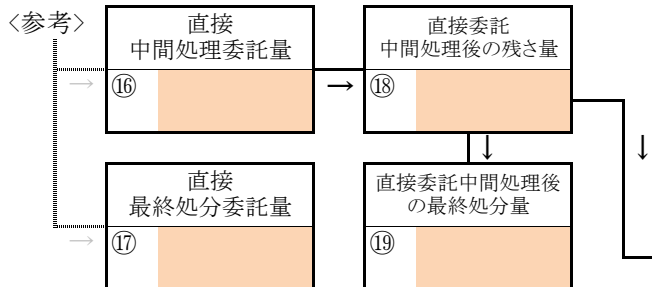 <参考>
直接
中間処理委託量
→
⑯
→
直接委託
中間処理後の残さ量
⑱
↓
↓
直接
最終処分委託量
→
⑰
直接委託中間処理後
の最終処分量
⑲